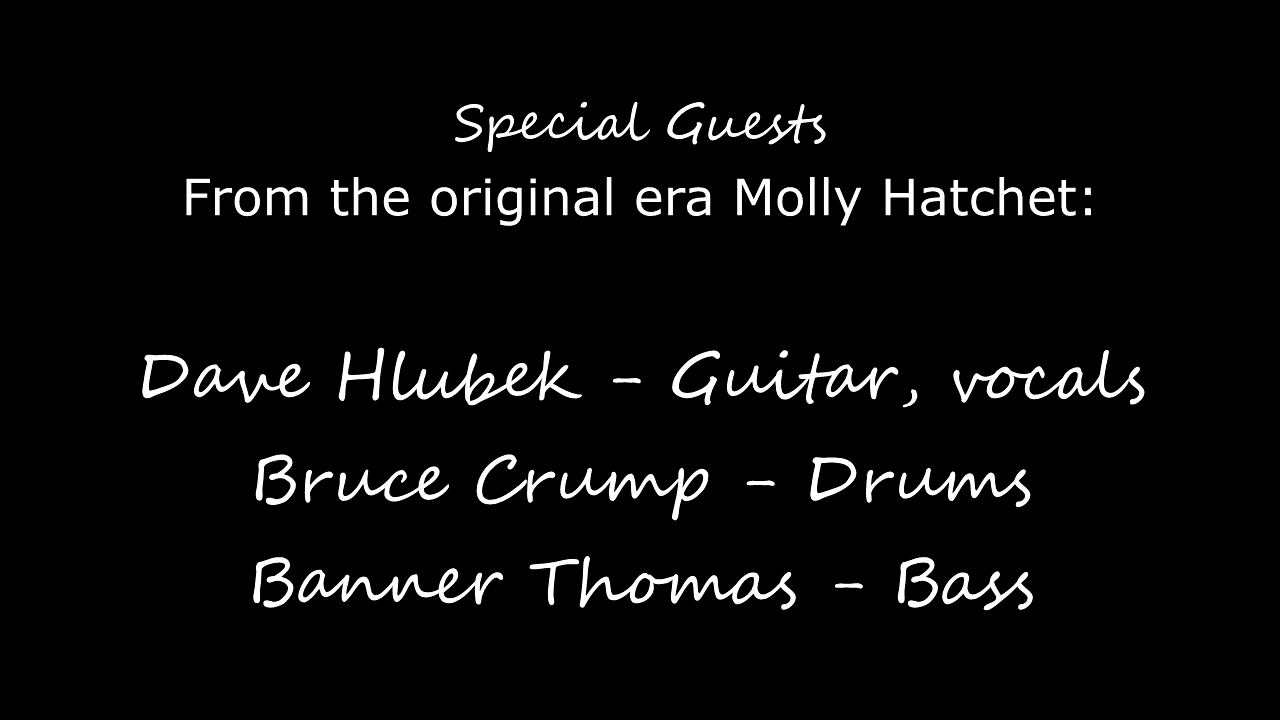 Special Guests
From the original era Molly Hatchet:
Dave Hlubek - Guitar, vocals
Bruce Crump - Drums
Banner Thomas - Bass